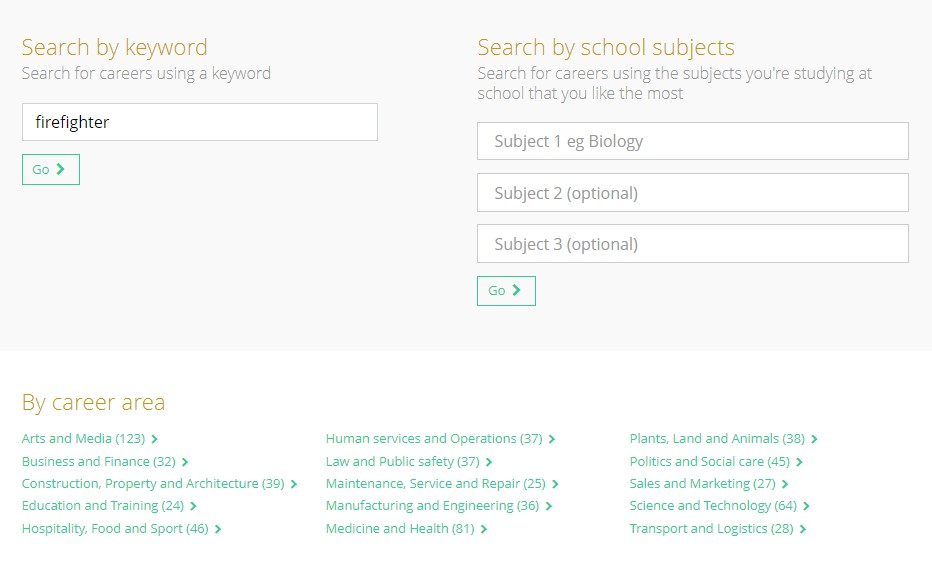 Search by keyword
Search for careers using a keyword
firefighter
Go
Search by school subjects
Search for careers using the subjects you're studying at
school that you like the most
Subject 1 eg Biology
Subject 2 (optional)
Subject 3 (optional)
Go
By career area
Arts and Media (123)
Business and Finance (32)
Construction, Property and Architecture (39)
Education and Training (24)
Hospitality, Food and Sport (46)
Human services and Operations (37)
Law and Public safety (37)
Maintenance, Service and Repair (25)
Manufacturing and Engineering (36)
Medicine and Health (81)
Plants, Land and Animals (38)
Politics and Social care (45)
Sales and Marketing (27)
Science and Technology (64)
Transport and Logistics (28)